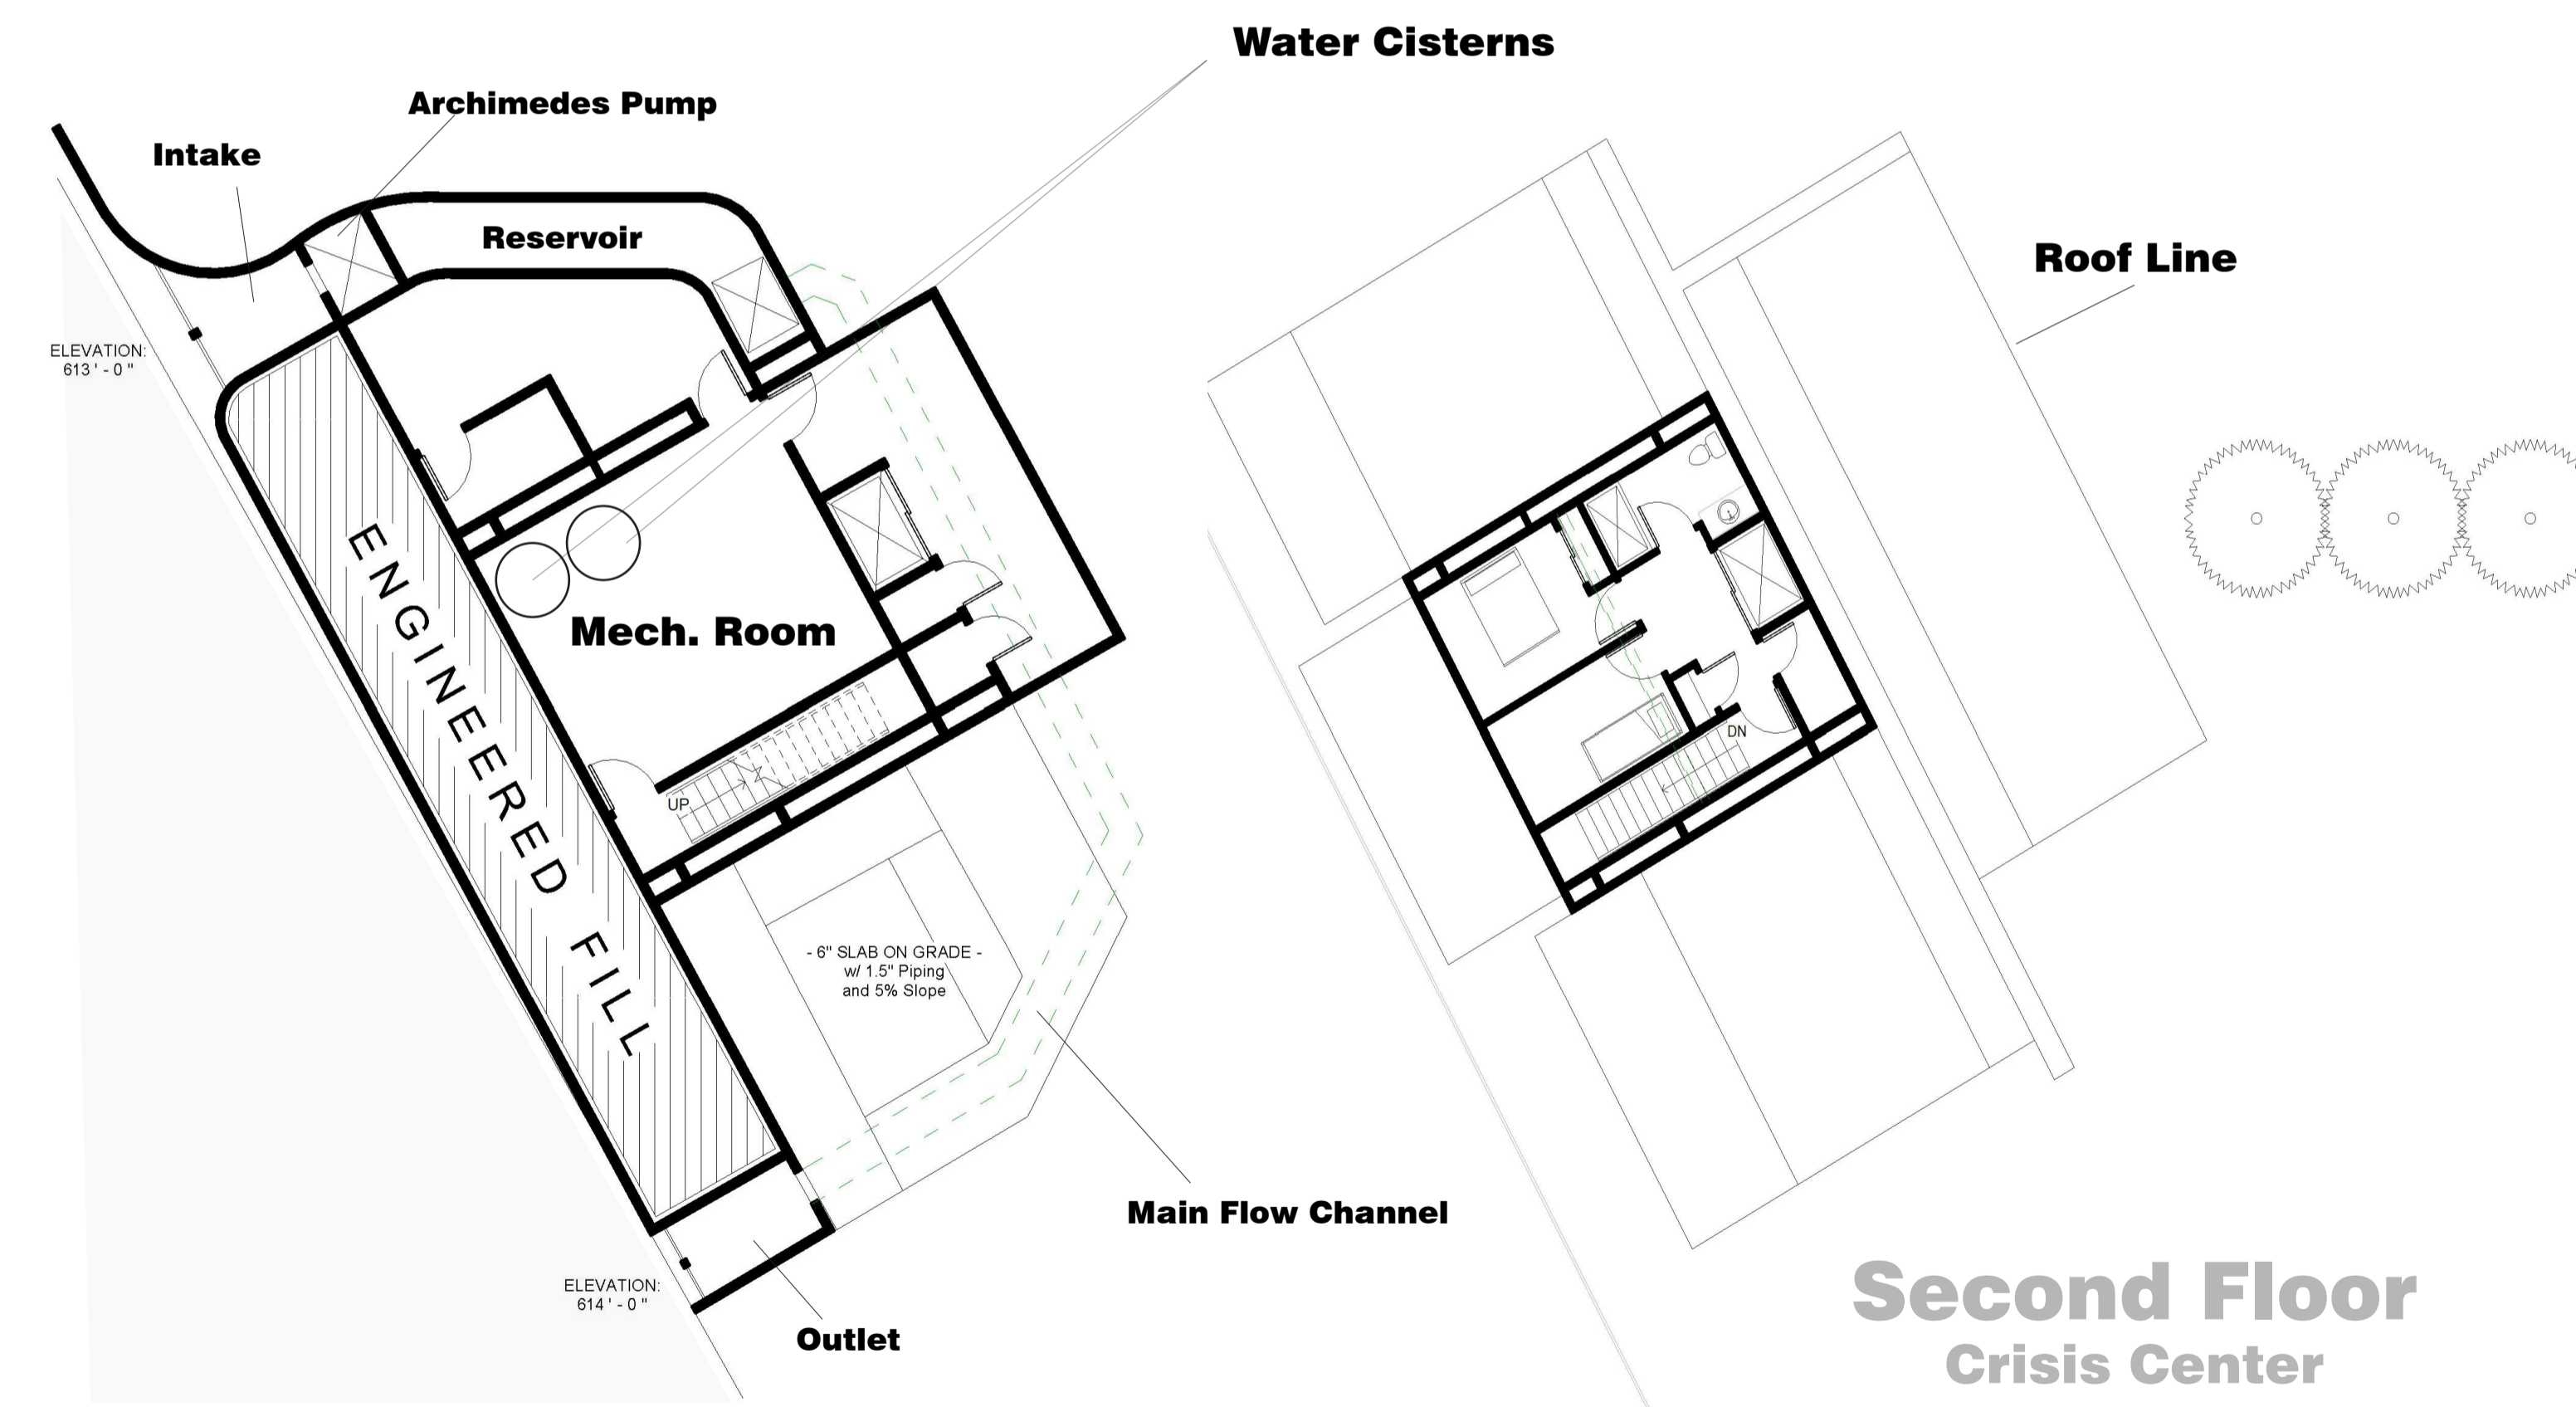 Water Cisterns
Archimedes Pump
Intake
Reservoir
Roof Line
ELEVATION:
613 ' - 0 "
ENGINEERED FILL
Mech. Room
UP
DN
- 6" SLAB ON GRADE -
w/ 1.5" Piping
and 5% Slope
Main Flow Channel
ELEVATION:
614 ' - 0 "
Outlet
Second Floor
Crisis Center